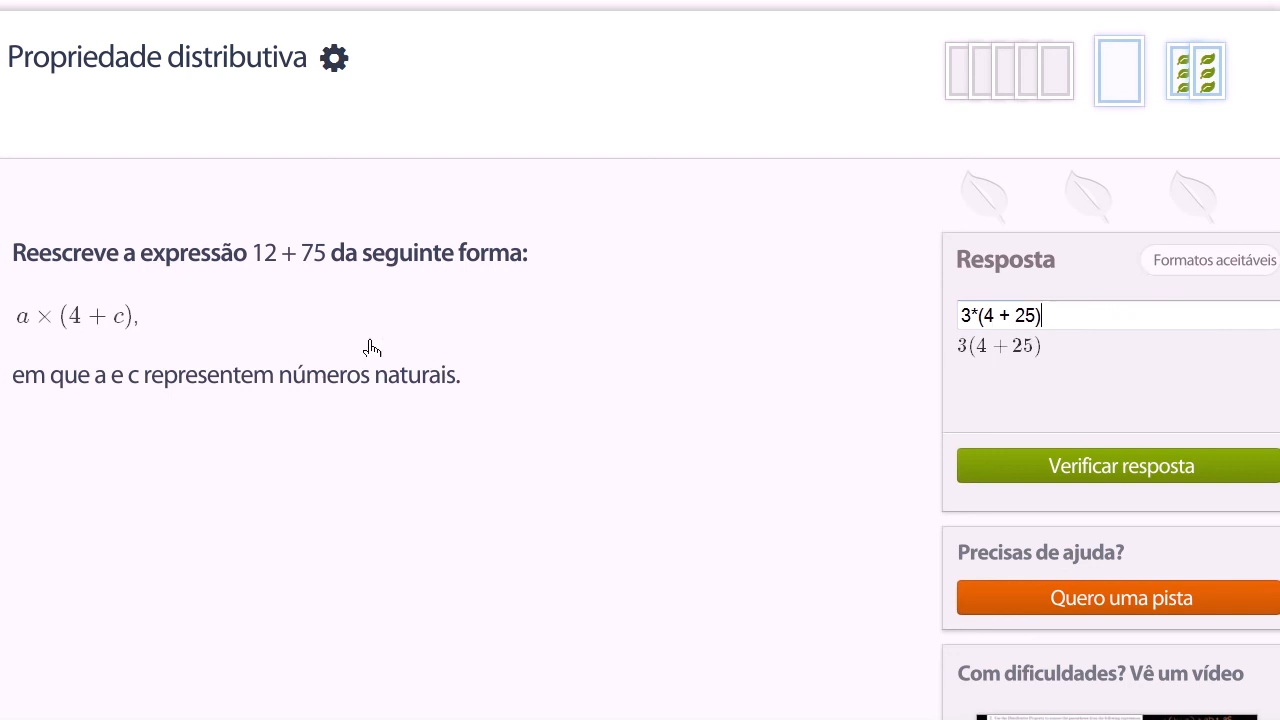 Propriedade distributiva
Reescreve a expressão 12 + 75 da seguinte forma:
a × (4 + c),
em que a e c representem números naturais.
Resposta
Formatos aceitáveis
3*(4 + 25)
3(4 + 25)
Verificar resposta
Precisas de ajuda?
Quero uma pista
Com dificuldades? Vê um vídeo